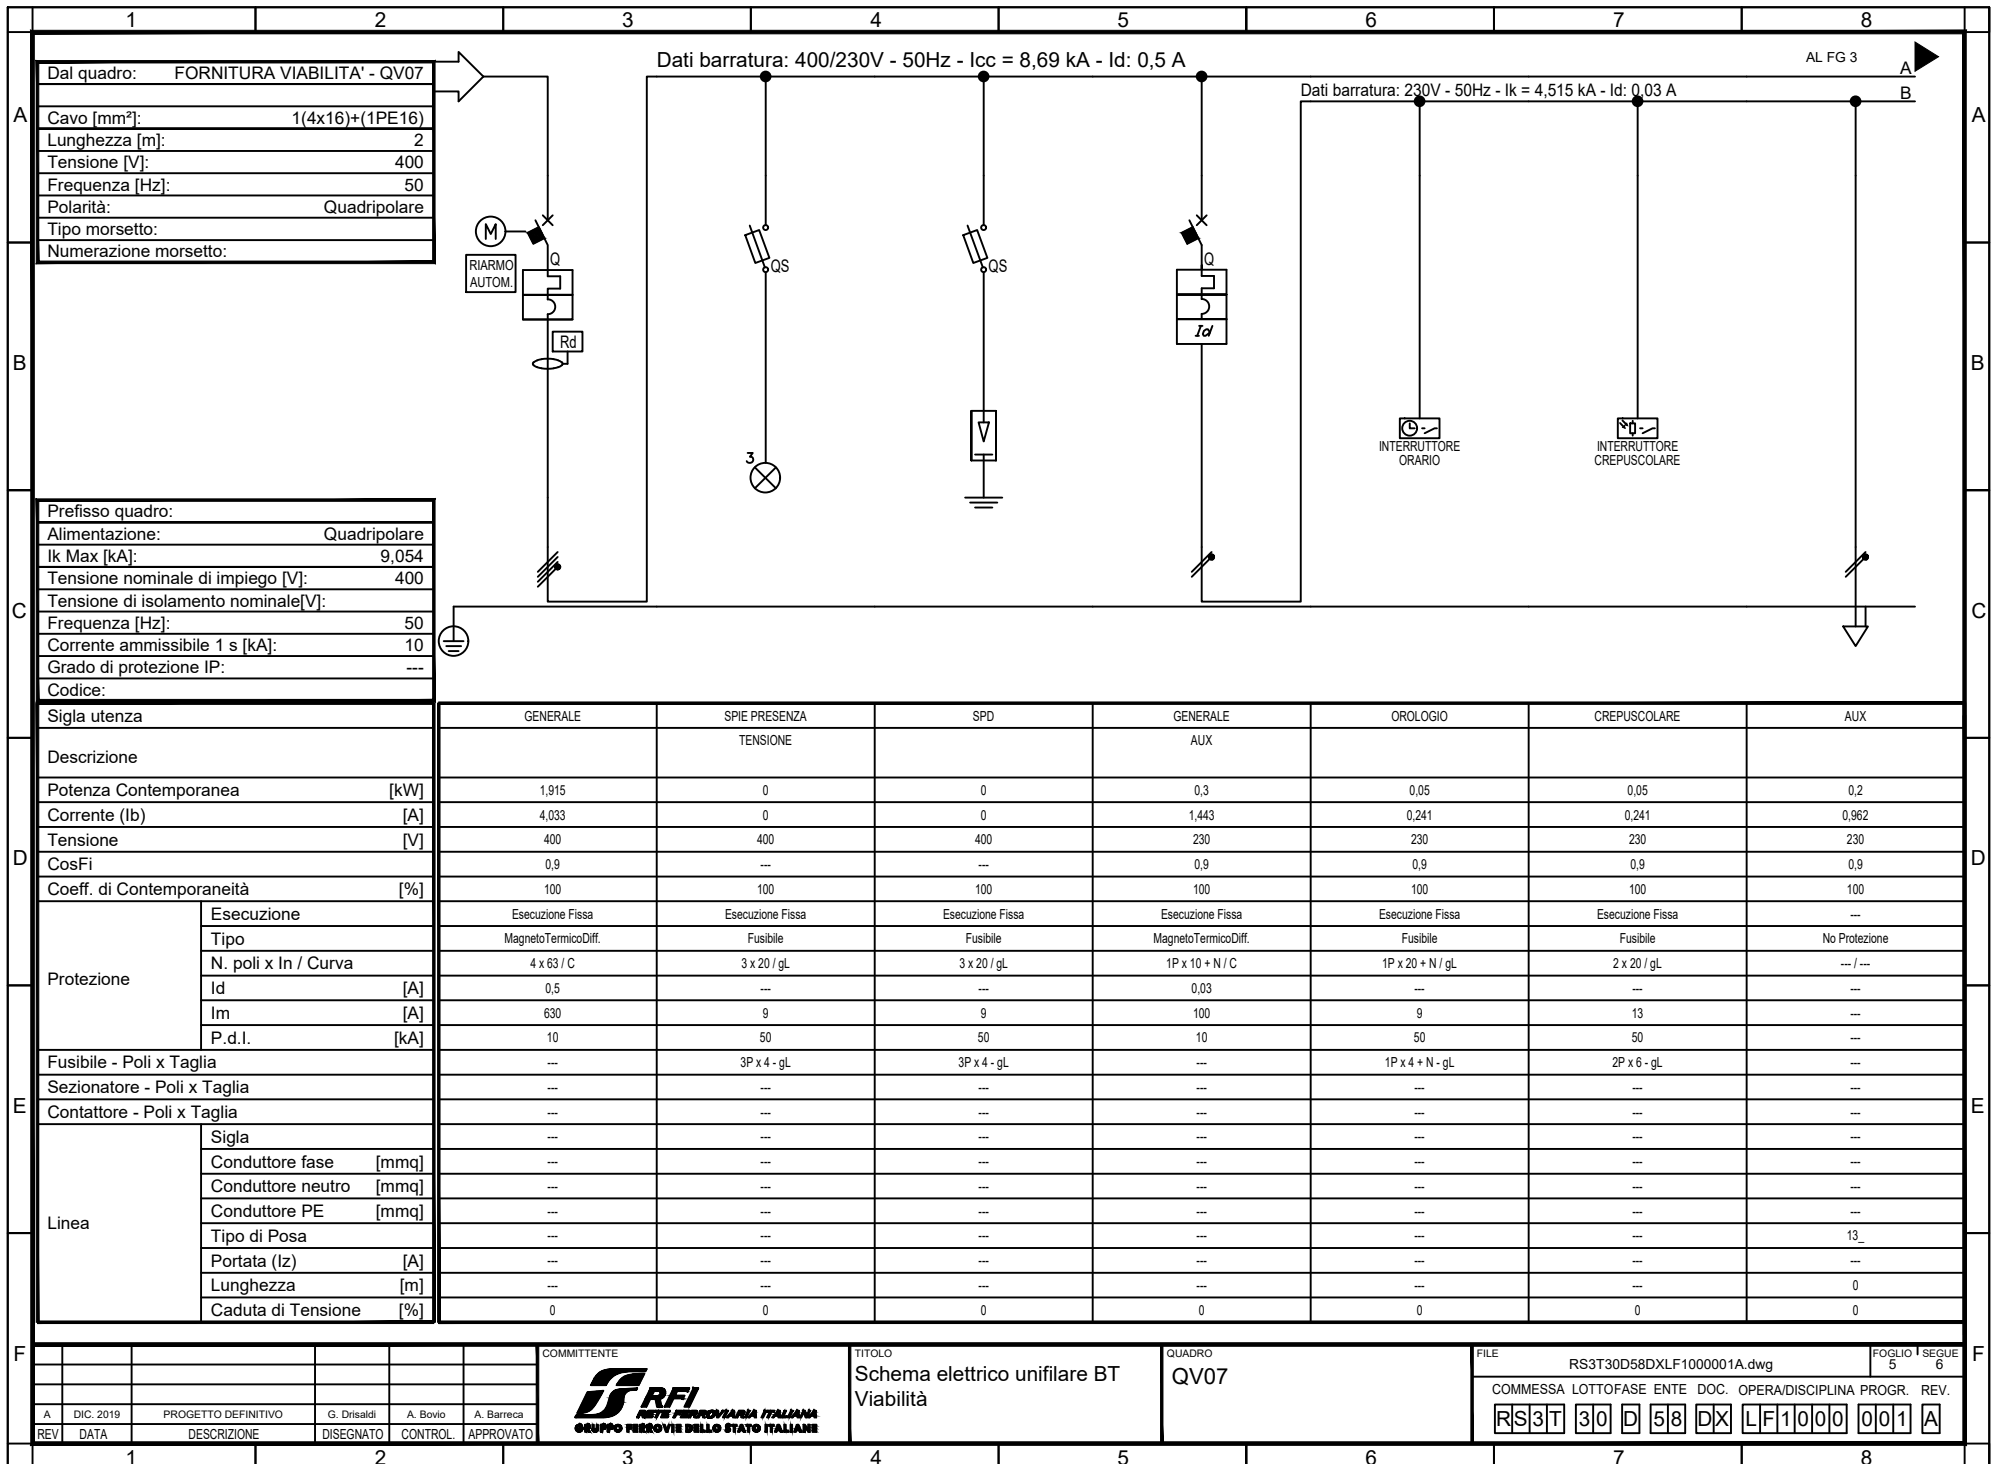 1 2 3 4 5 6 7 8
Dati barratura: 400/230V - 50Hz - Icc = 8,69 kA - Id: 0,5 A
AL FG 3
A
Dati barratura: 230V - 50Hz - Ik = 4,515 kA - Id: 0,03 A
B
Dal quadro: FORNITURA VIABILITA' - QV07
Cavo [mm²]: 1(4x16)+(1PE16)
Lunghezza [m]: 2
Tensione [V]: 400
Frequenza [Hz]: 50
Polarità: Quadripolare
Tipo morsetto:
Numerazione morsetto:
A A
M
RIARMO
AUTOM.
Q
Rd
QS
3
QS
Q
Id
INTERRUTTORE
ORARIO
INTERRUTTORE
CREPUSCOLARE
B B
Prefisso quadro:
Alimentazione: Quadripolare
Ik Max [kA]: 9,054
Tensione nominale di impiego [V]: 400
Tensione di isolamento nominale[V]:
Frequenza [Hz]: 50
Corrente ammissibile 1 s [kA]: 10
Grado di protezione IP: ---
Codice:
C C
Sigla utenza GENERALE SPIE PRESENZA SPD GENERALE OROLOGIO CREPUSCOLARE AUX
Descrizione TENSIONE AUX
Potenza Contemporanea [kW] 1,915 0 0 0,3 0,05 0,05 0,2
Corrente (Ib) [A] 4,033 0 0 1,443 0,241 0,241 0,962
Tensione [V] 400 400 400 230 230 230 230
CosFi 0,9 --- --- 0,9 0,9 0,9 0,9
Coeff. di Contemporaneità [%] 100 100 100 100 100 100 100
D D
Protezione
Esecuzione Esecuzione Fissa Esecuzione Fissa Esecuzione Fissa Esecuzione Fissa Esecuzione Fissa Esecuzione Fissa ---
Tipo MagnetoTermicoDiff. Fusibile Fusibile MagnetoTermicoDiff. Fusibile Fusibile No Protezione
N. poli x In / Curva 4 x 63 / C 3 x 20 / gL 3 x 20 / gL 1P x 10 + N / C 1P x 20 + N / gL 2 x 20 / gL --- / ---
Id [A] 0,5 --- --- 0,03 --- --- ---
Im [A] 630 9 9 100 9 13 ---
P.d.I. [kA] 10 50 50 10 50 50 ---
Fusibile - Poli x Taglia --- 3P x 4 - gL 3P x 4 - gL --- 1P x 4 + N - gL 2P x 6 - gL ---
Sezionatore - Poli x Taglia --- --- --- --- --- --- ---
Contattore - Poli x Taglia --- --- --- --- --- --- ---
E E
Linea
Sigla --- --- --- --- --- --- ---
Conduttore fase [mmq] --- --- --- --- --- --- ---
Conduttore neutro [mmq] --- --- --- --- --- --- ---
Conduttore PE [mmq] --- --- --- --- --- --- ---
Tipo di Posa --- --- --- --- --- --- 13_
Portata (Iz) [A] --- --- --- --- --- --- ---
Lunghezza [m] --- --- --- --- --- --- 0
Caduta di Tensione [%] 0 0 0 0 0 0 0
F F
A DIC. 2019 PROGETTO DEFINITIVO G. Drisaldi A. Bovio A. Barreca
REV DATA DESCRIZIONE DISEGNATO CONTROL. APPROVATO
COMMITTENTE
RFI
RETE FERROVIARIA ITALIANA
GRUPPO FERROVIE DELLO STATO ITALIANE
TITOLO
Schema elettrico unifilare BT
Viabilità
QUADRO
QV07
FILE
RS3T30D58DXLF1000001A.dwg
FOGLIO SEGUE
5 6
COMMESSA LOTTO FASE ENTE DOC. OPERA/DISCIPLINA PROGR. REV.
RS3T 30 D 58 DX LF1000 001 A
1 2 3 4 5 6 7 8